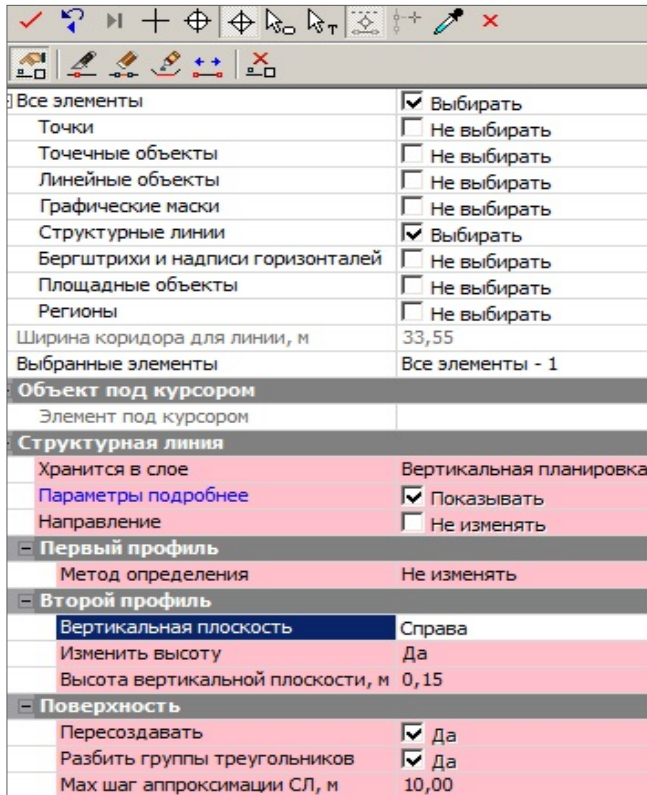 Все элементы Выбирать
Точки Не выбирать
Точечные объекты Не выбирать
Линейные объекты Не выбирать
Графические маски Не выбирать
Структурные линии Выбирать
Бергштрихи и надписи горизонталей Не выбирать
Площадные объекты Не выбирать
Регионы Не выбирать
Ширина коридора для линии, м 33,55
Выбранные элементы Все элементы - 1
Объект под курсором
Элемент под курсором
Структурная линия
Хранится в слое Вертикальная планировка
Параметры подробнее Показывать
Направление Не изменять
Первый профиль
Метод определения Не изменять
Второй профиль
Вертикальная плоскость Справа
Изменить высоту Да
Высота вертикальной плоскости, м 0,15
Поверхность
Пересоздавать Да
Разбить группы треугольников Да
Мах шаг аппроксимации СЛ, м 10,00